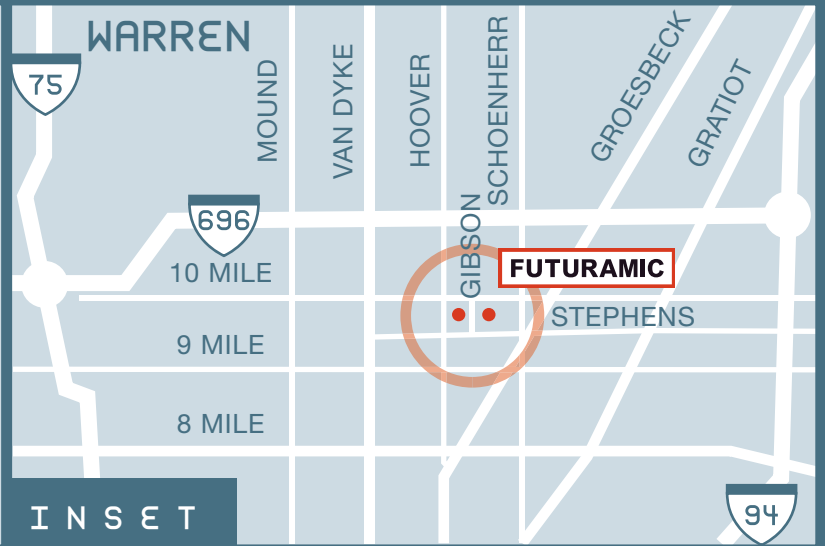 WARREN
75
MOUND
VAN DYKE
HOOVER
SCHOENHERR
GROESBECK
GRATIOT
696
GIBSON
10 MILE
FUTURAMIC
STEPHENS
9 MILE
8 MILE
INSET
94